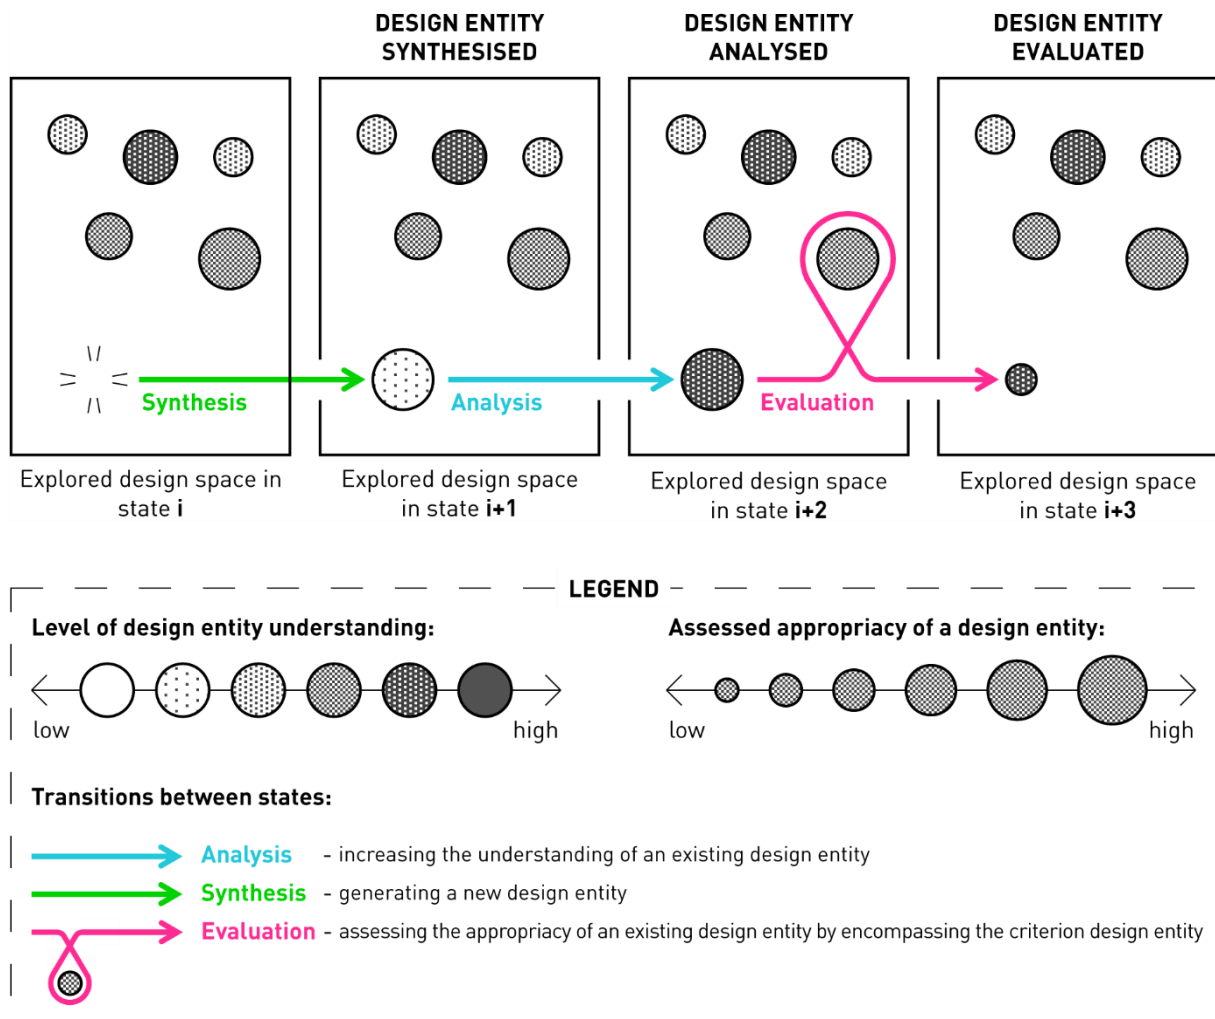 DESIGN ENTITY
SYNTHESISED
DESIGN ENTITY
ANALYSED
DESIGN ENTITY
EVALUATED
Synthesis
Analysis
Evaluation
Explored design space in
state i
Explored design space
in state i+1
Explored design space
in state i+2
Explored design space
in state i+3
LEGEND
Level of design entity understanding:
low
high
Assessed appropriacy of a design entity:
low
high
Transitions between states:
Analysis - increasing the understanding of an existing design entity
Synthesis - generating a new design entity
Evaluation - assessing the appropriacy of an existing design entity by encompassing the criterion design entity